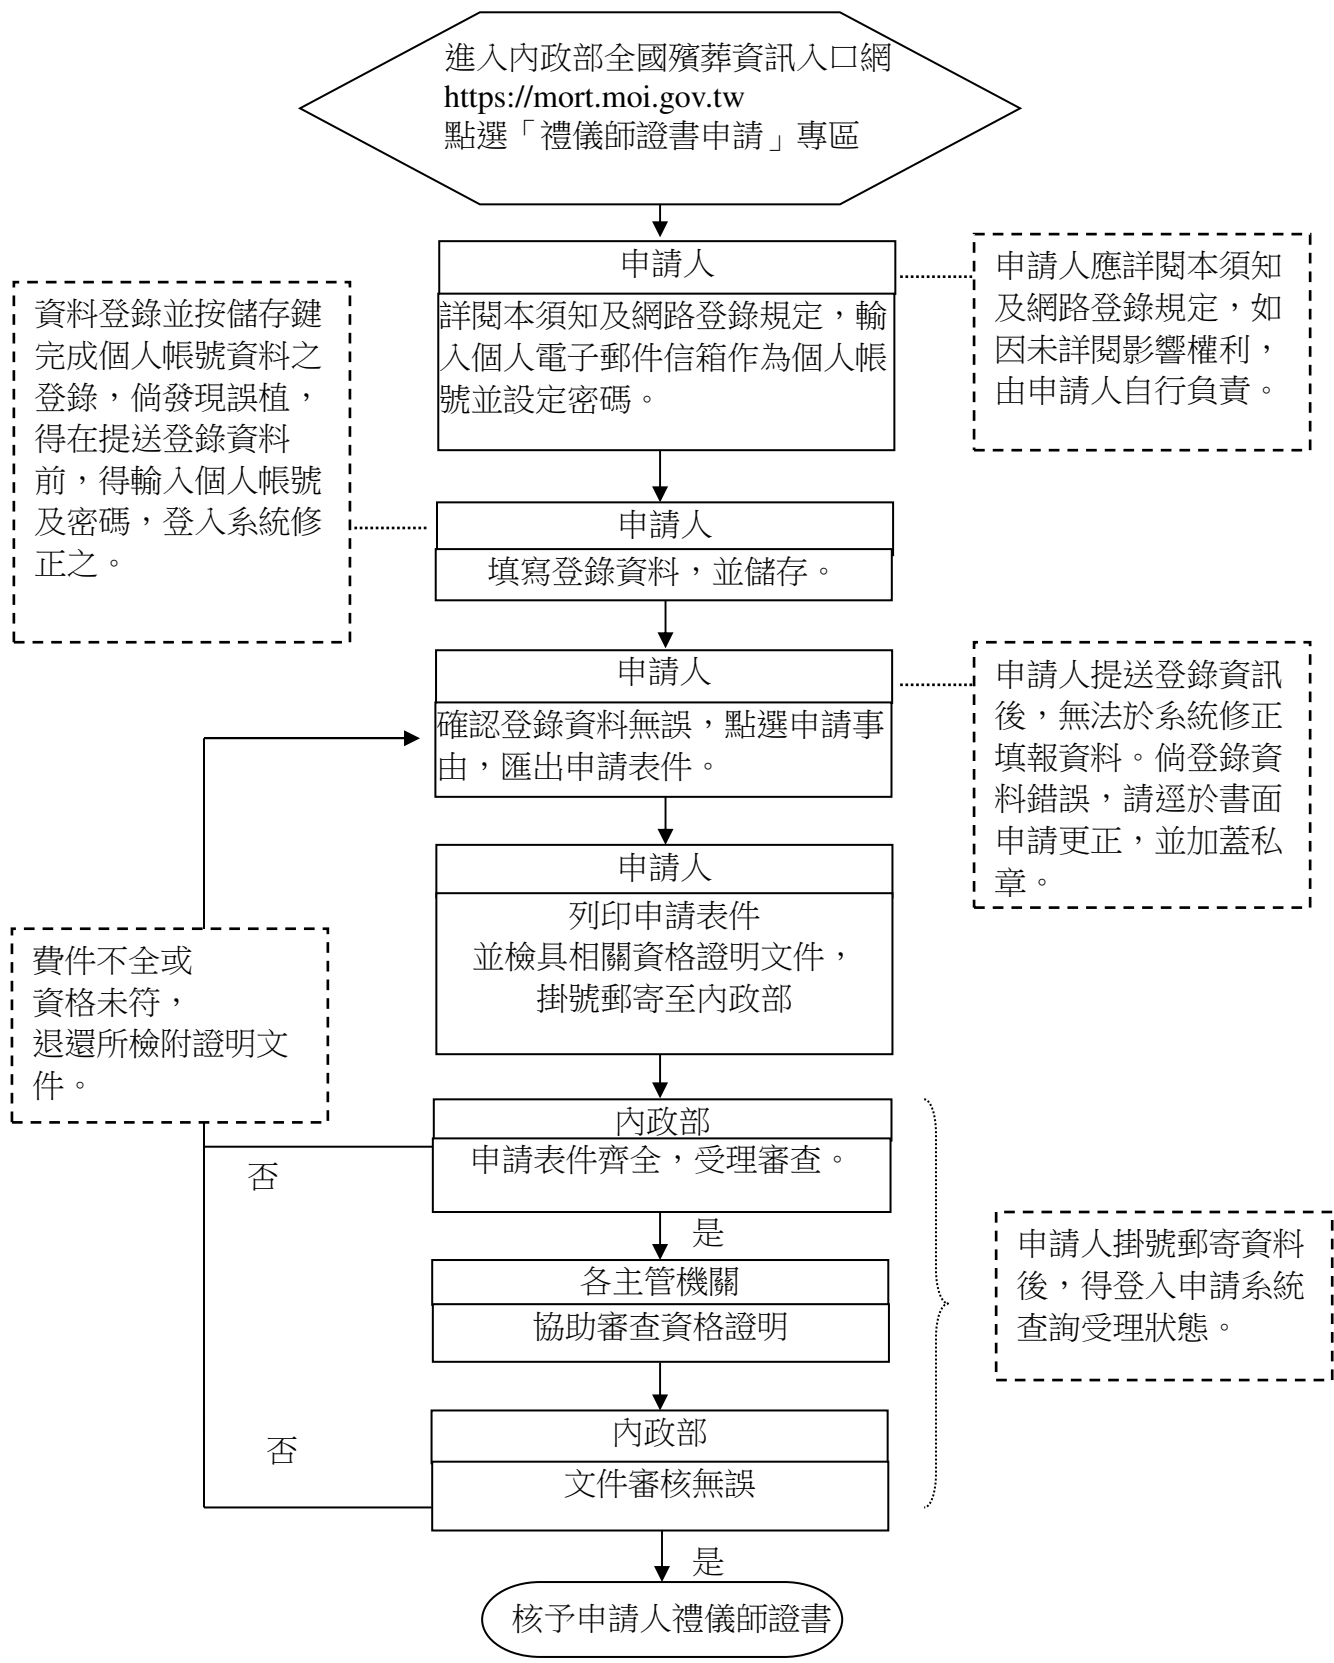 進入內政部全國殯葬資訊入口網
https://mort.moi.gov.tw
點選「禮儀師證書申請」專區
申請人
詳閱本須知及網路登錄規定，輸
入個人電子郵件信箱作為個人帳
號並設定密碼。
申請人應詳閱本須知
及網路登錄規定，如
因未詳閱影響權利，
由申請人自行負責。
資料登錄並按儲存鍵
完成個人帳號資料之
登錄，倘發現誤植，
得在提送登錄資料
前，得輸入個人帳號
及密碼，登入系統修
正之。
申請人
填寫登錄資料，並儲存。
申請人
確認登錄資料無誤，點選申請事
由，匯出申請表件。
申請人提送登錄資訊
後，無法於系統修正
填報資料。倘登錄資
料錯誤，請逕於書面
申請更正，並加蓋私
章。
申請人
列印申請表件
並檢具相關資格證明文件，
掛號郵寄至內政部
費件不全或
資格未符，
退還所檢附證明文
件。
內政部
申請表件齊全，受理審查。
否
是
各主管機關
協助審查資格證明
申請人掛號郵寄資料
後，得登入申請系統
查詢受理狀態。
內政部
文件審核無誤
否
是
核予申請人禮儀師證書